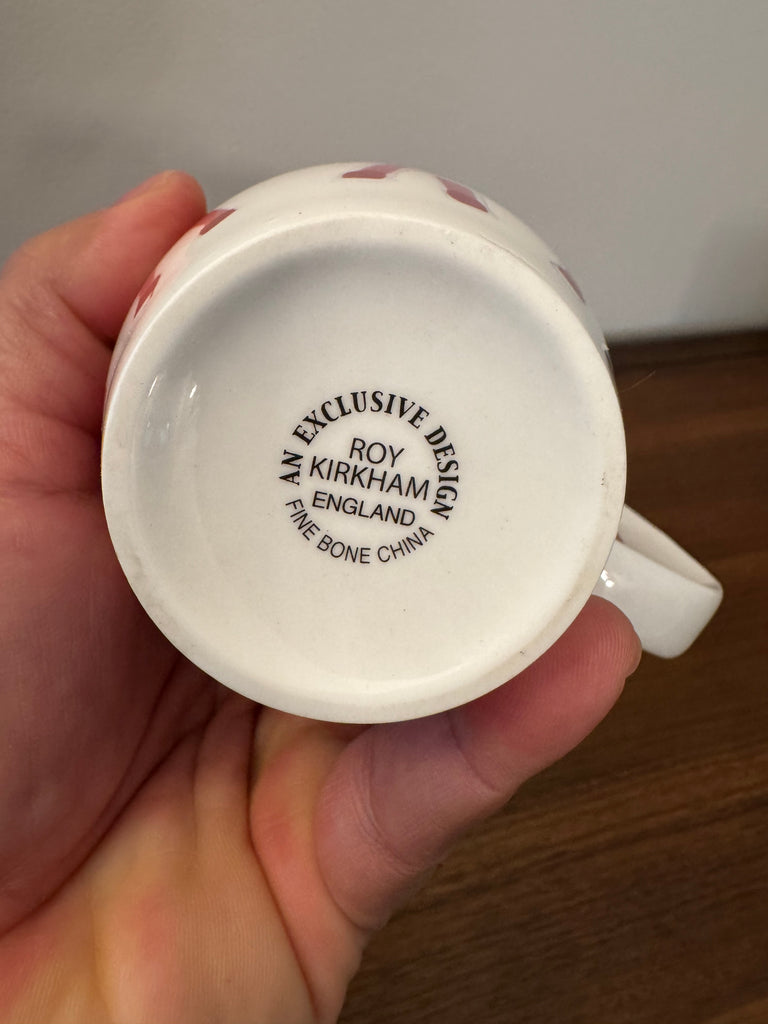 AN EXCLUSIVE DESIGN
ROY
KIRKHAM
ENGLAND
FINE BONE CHINA